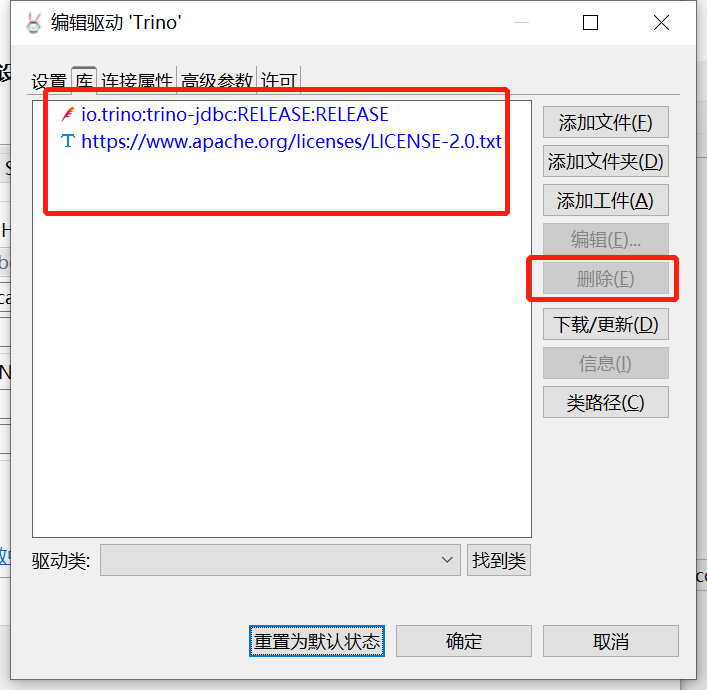 编辑驱动 'Trino'
设置 库 连接属性 高级参数 许可
io.trino:trino-jdbc:RELEASE:RELEASE
https://www.apache.org/licenses/LICENSE-2.0.txt
添加文件(F)
添加文件夹(D)
添加工件(A)
编辑(E)...
删除(E)
下载/更新(D)
信息(I)
类路径(C)
驱动类:
找到类
重置为默认状态 确定 取消